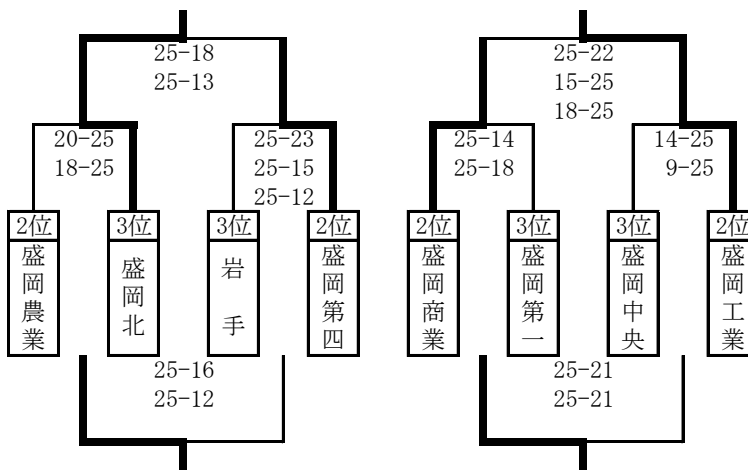 25-18
25-13
25-22
15-25
18-25
20-25
18-25
25-23
25-15
25-12
25-14
25-18
14-25
9-25
2位
3位
3位
2位
2位
3位
3位
2位
盛岡農業
盛岡北
岩手
盛岡第四
盛岡商業
盛岡第一
盛岡中央
盛岡工業
25-16
25-12
25-21
25-21